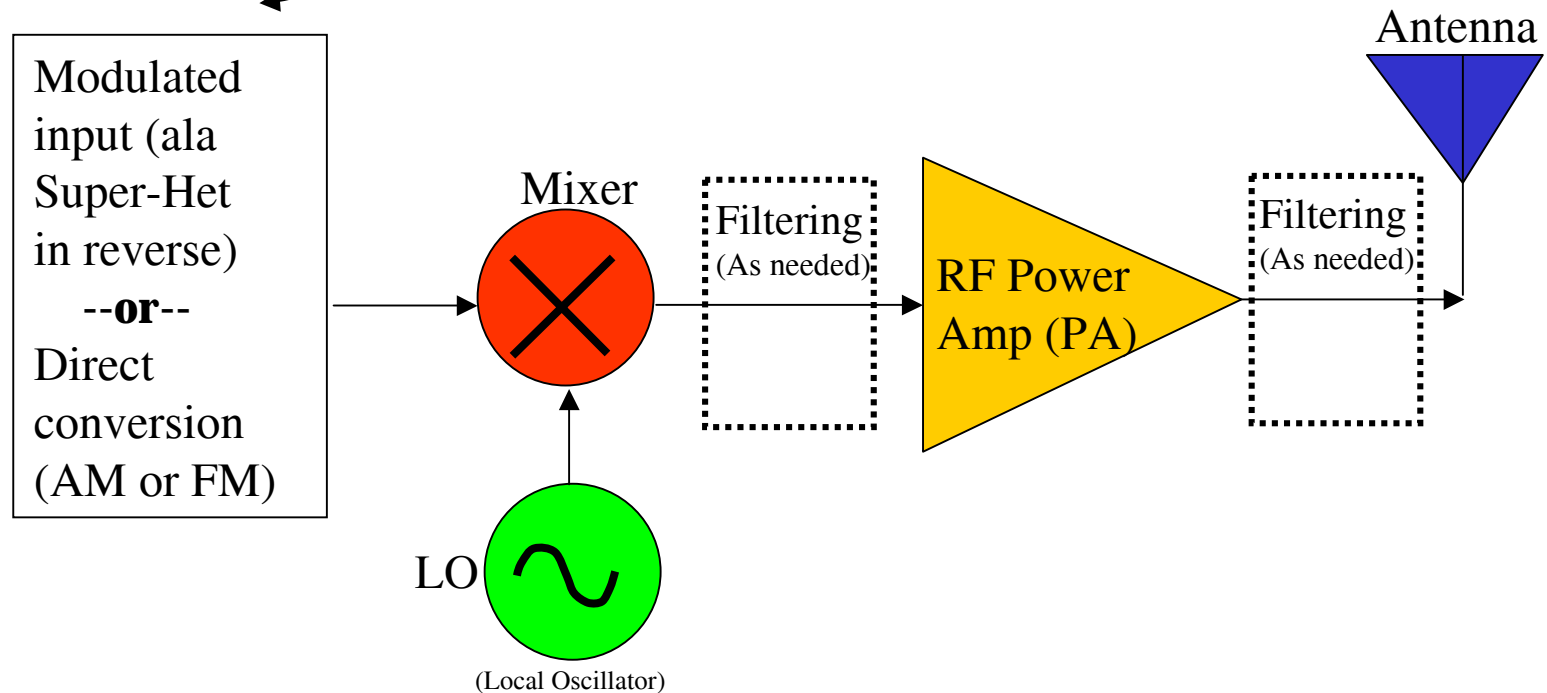 Antenna
Modulated
input (ala
Super-Het
in reverse)
--or--
Direct
conversion
(AM or FM)
Mixer
Filtering
(As needed)
RF Power
Amp (PA)
Filtering
(As needed)
LO
(Local Oscillator)